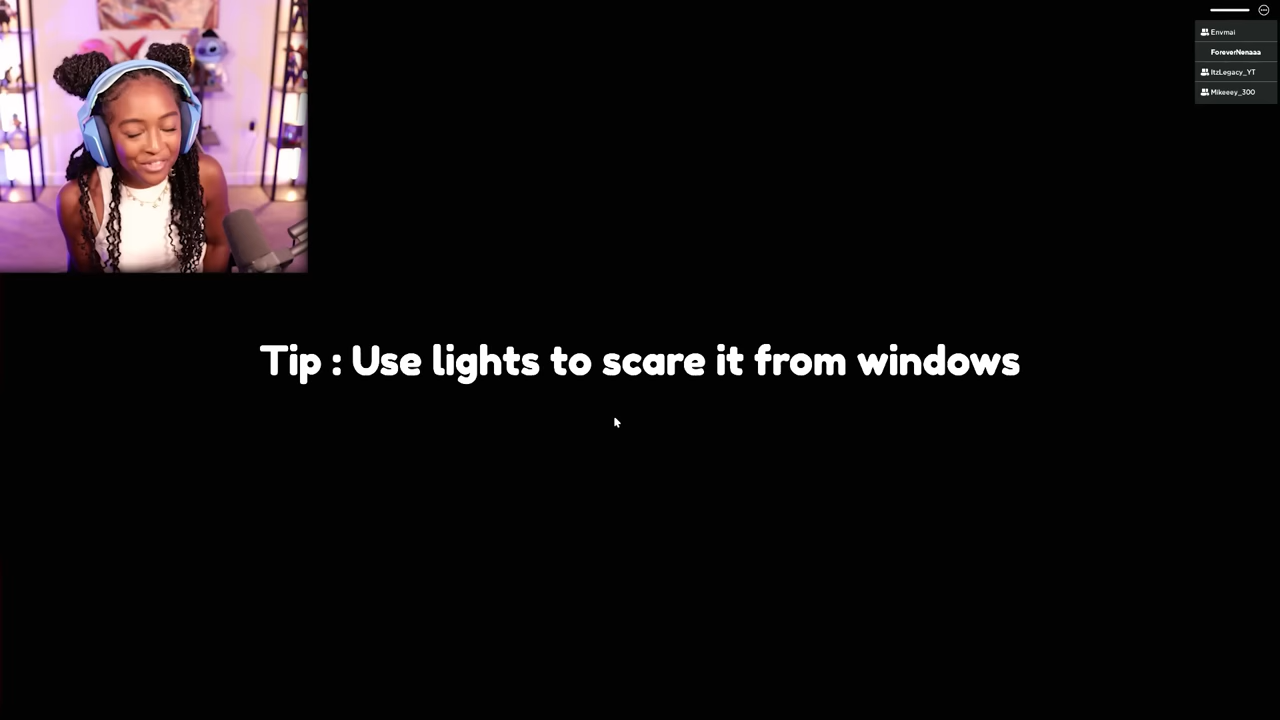 Envmai
ForeverNenaaa
ItzLegacy_YT
Mikeeey_300
Tip : Use lights to scare it from windows